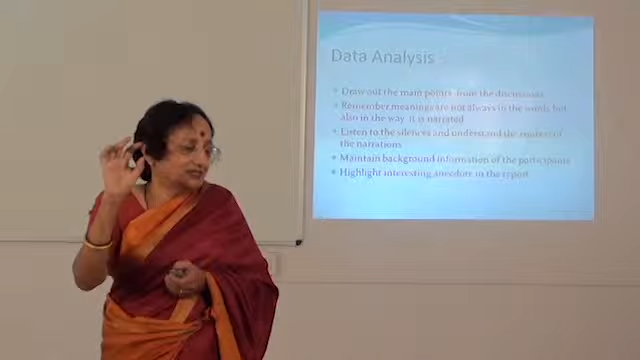 Data Analysis
Draw out the main points from the discussions
Remember meanings are not always in the words, but
also in the way it is narrated
Listen to the silences and understand the context of
the narrations
Maintain background information of the participants
Highlight interesting anecdote in the report